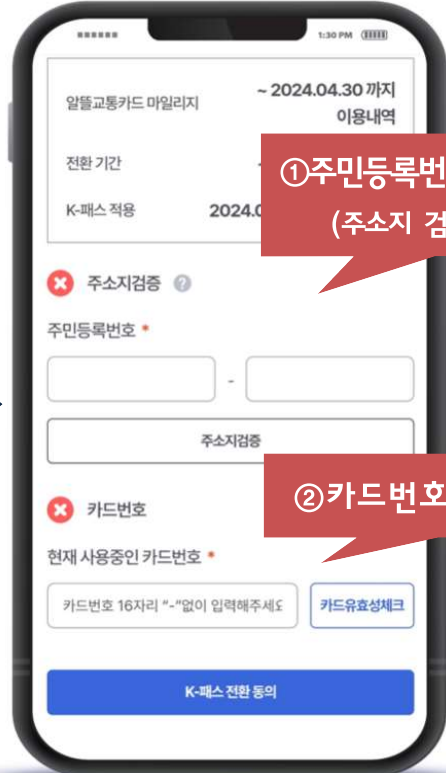 1:30 PM
알뜰교통카드 마일리지
~ 2024.04.30 까지
이용내역
전환 기간
K-패스 적용
2024.0
①주민등록번
(주소지 검
주소지검증
주민등록번호 *
-
주소지검증
②카드번호
카드번호
현재 사용중인 카드번호 *
카드번호 16자리 "-"없이 입력해주세요
카드유효성체크
K-패스 전환 동의